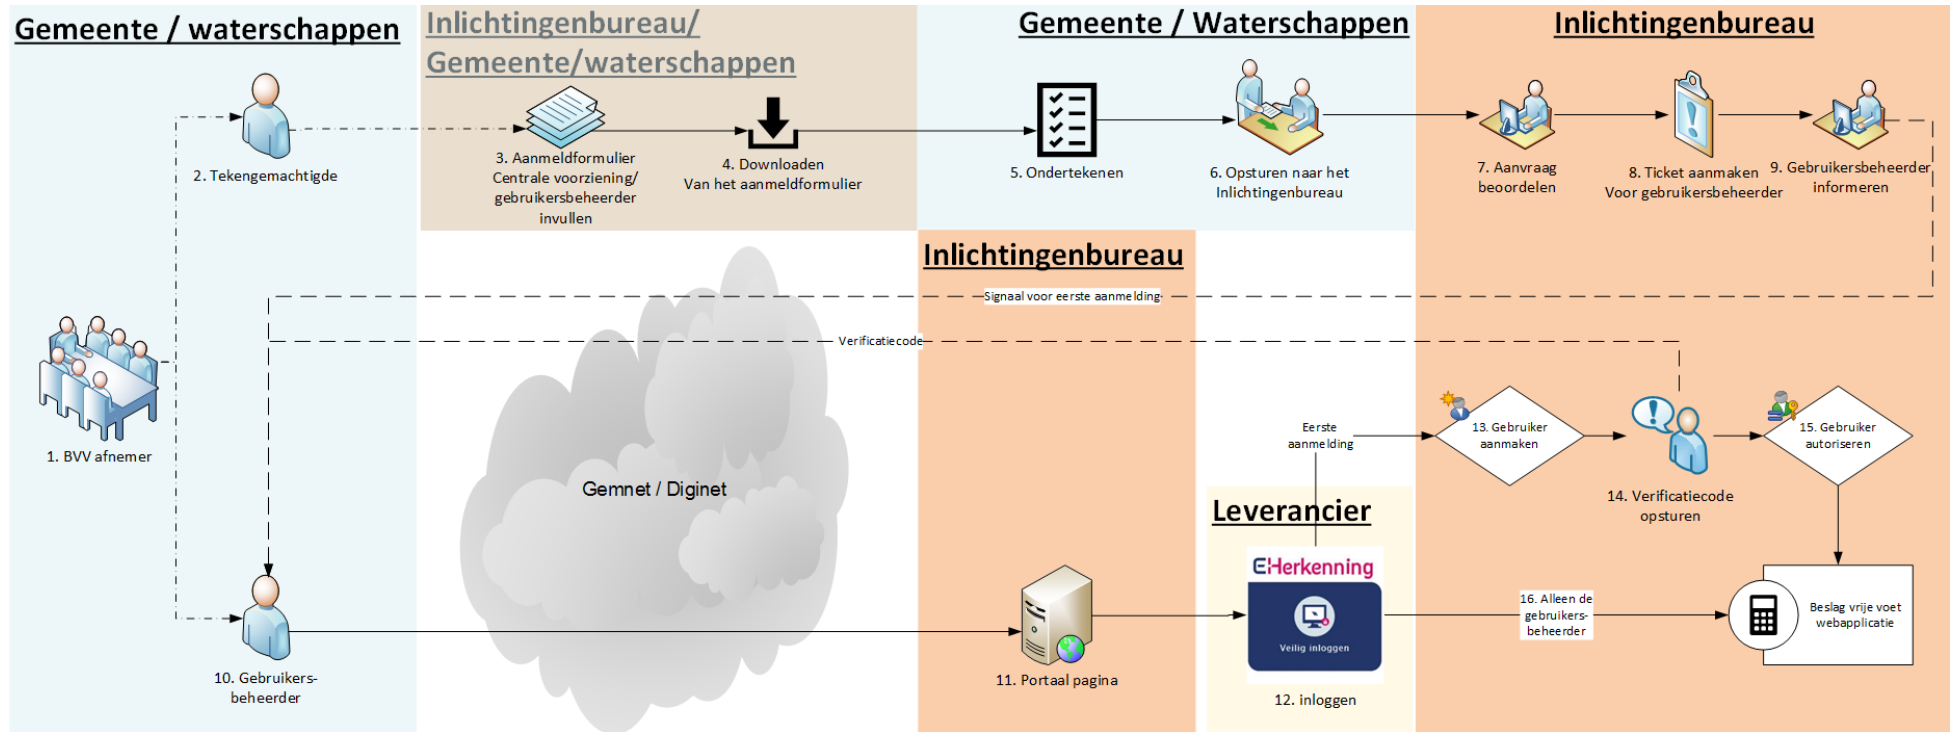 Gemeente / waterschappen
Inlichtingenbureau/
Gemeente/waterschappen
Gemeente / Waterschappen
Inlichtingenbureau
2. Tekengemachtigde
3. Aanmeldformulier
Centrale voorziening/
gebruikersbeheerder
invullen
4. Downloaden
Van het aanmeldformulier
5. Ondertekenen
6. Opsturen naar het
Inlichtingenbureau
7. Aanvraag
beoordelen
8. Ticket aanmaken
Voor gebruikersbeheerder
9. Gebruikersbeheerder
informeren
Inlichtingenbureau
Signaal voor eerste aanmelding
Verificatiecode
1. BVV afnemer
Gemnet / Diginet
Eerste
aanmelding
13. Gebruiker
aanmaken
14. Verificatiecode
opsturen
15. Gebruiker
autoriseren
Leverancier
eHerkenning
Veilig inloggen
12. inloggen
10. Gebruikers-
beheerder
11. Portaal pagina
16. Alleen de
gebruikers-
beheerder
Beslag vrije voet
webapplicatie